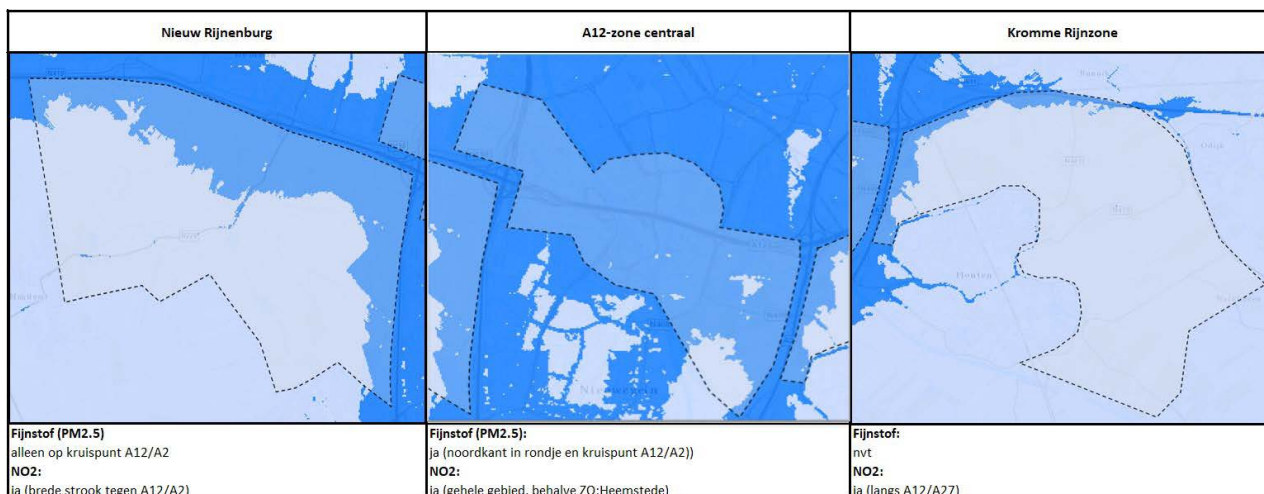 Nieuw Rijnenburg
A12-zone centraal
Kromme Rijnzone
Nieuwegein
Houten
Odijk
Fijnstof (PM2.5)
alleen op kruispunt A12/A2
NO2:
ja (brede strook tegen A12/A2)
Fijnstof (PM2.5):
ja (noordkant in rondje en kruispunt A12/A2))
NO2:
ja (gehele gebied, behalve ZO:Heemstede)
Fijnstof:
nvt
NO2:
ja (langs A12/A27)